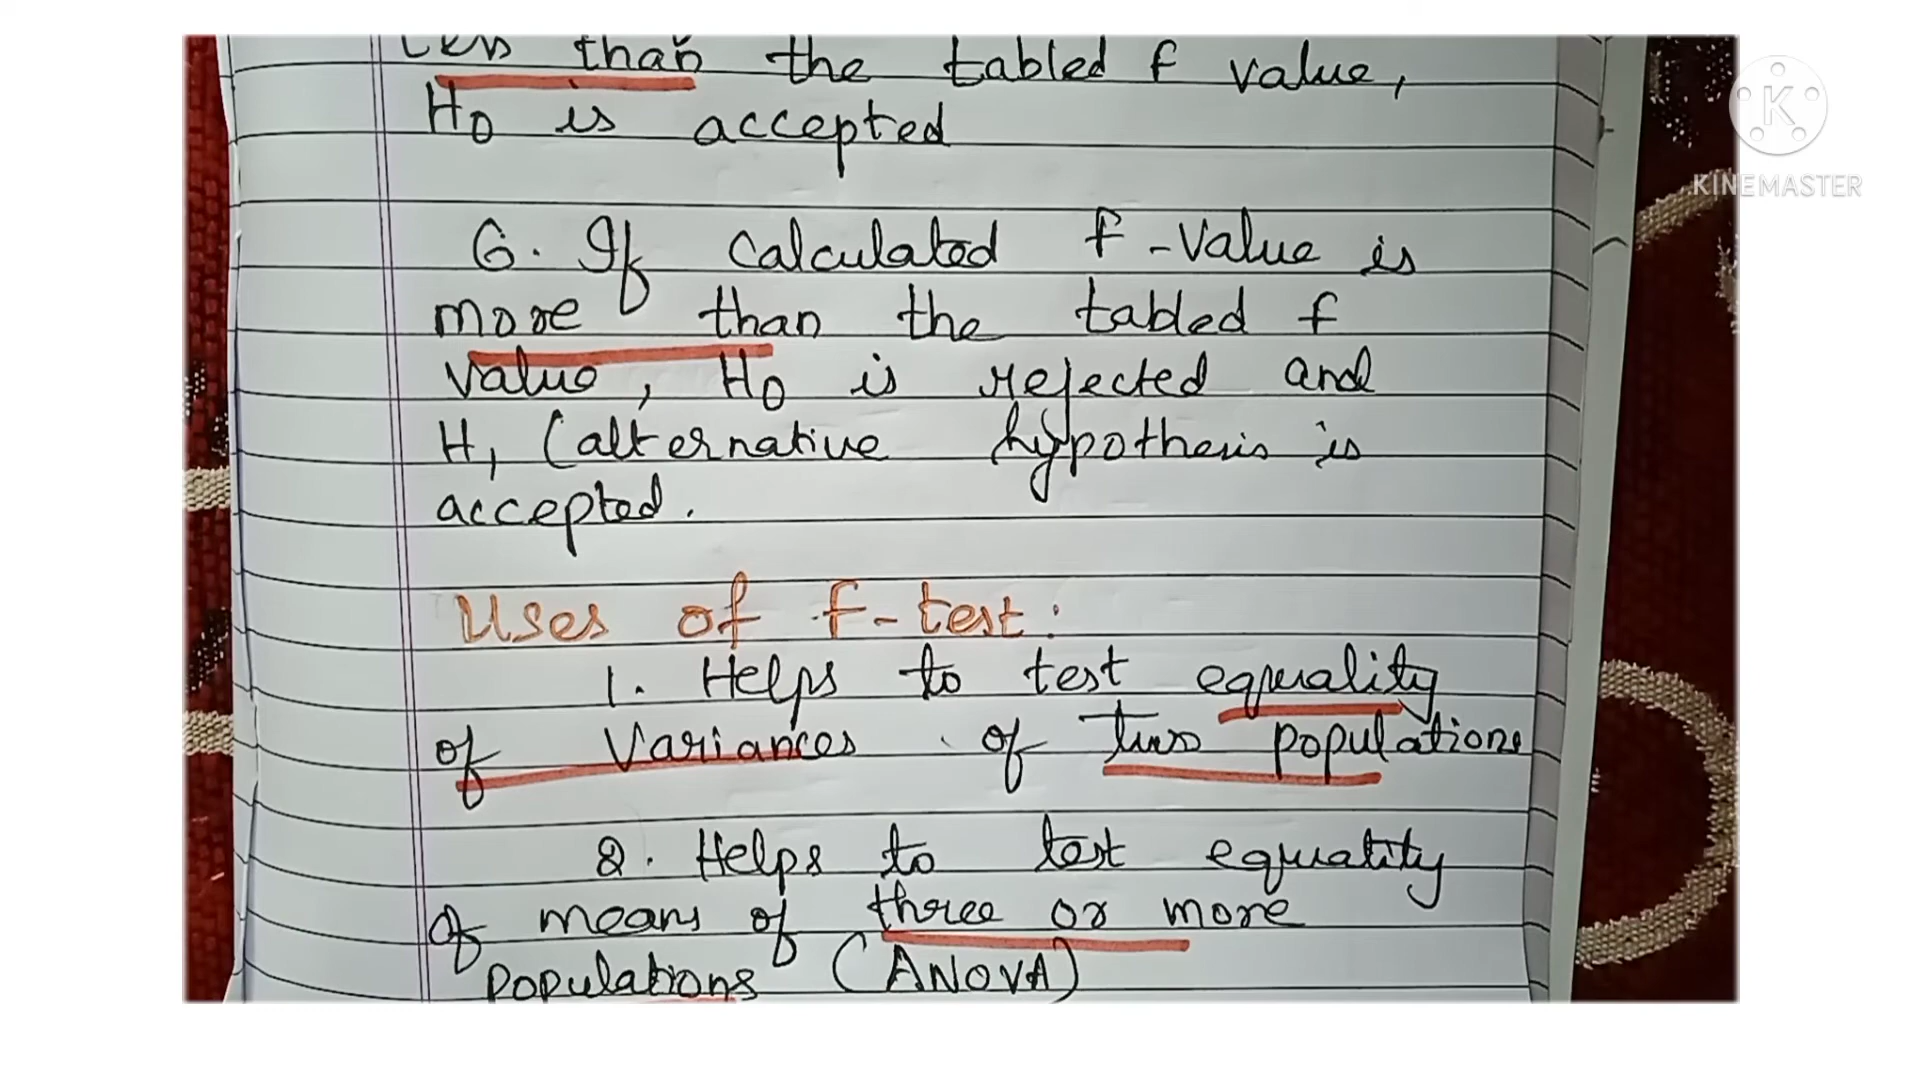 Less than the tabled f value,
H0 is accepted
6. If calculated f-value is
more than the tabled f
value, H0 is rejected and
H1 (alternative hypothesis is
accepted.
Uses of f-test:
1. Helps to test equality
of variances of two populations
2. Helps to test equality
of means of three or more
populations (ANOVA)
K
KINEMASTER